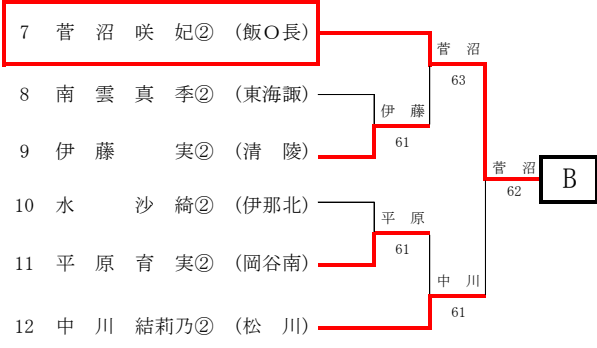 7 菅 沼 咲 妃② (飯O長)
菅 沼
63
8 南 雲 真 季② (東海諏)
伊 藤
61
9 伊 藤 実② (清 陵)
菅 沼
62
B
10 水 沙 綺② (伊那北)
平 原
61
11 平 原 育 実② (岡谷南)
中 川
61
12 中 川 結莉乃② (松 川)